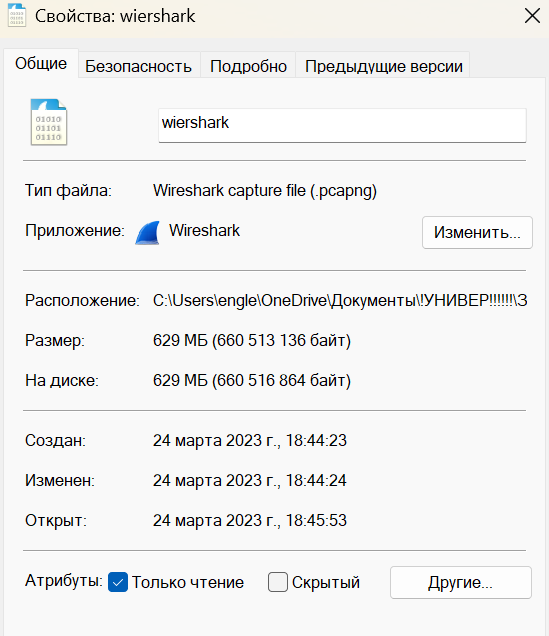 Свойства: wiershark
Общие Безопасность Подробно Предыдущие версии
01010
01101
01110
wiershark
Тип файла: Wireshark capture file (.pcapng)
Приложение: Wireshark Изменить...
Расположение: C:\Users\engle\OneDrive\Документы\!УНИВЕР!!!!!!\З
Размер: 629 МБ (660 513 136 байт)
На диске: 629 МБ (660 516 864 байт)
Создан: 24 марта 2023 г., 18:44:23
Изменен: 24 марта 2023 г., 18:44:24
Открыт: 24 марта 2023 г., 18:45:53
Атрибуты: Только чтение Скрытый Другие...